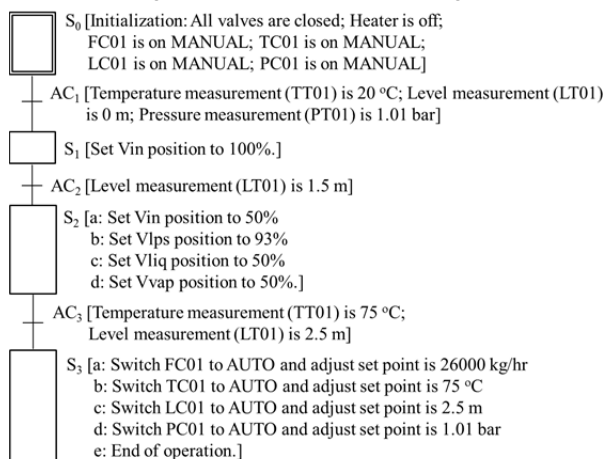 S₀ [Initialization: All valves are closed; Heater is off;
FC01 is on MANUAL; TC01 is on MANUAL;
LC01 is on MANUAL; PC01 is on MANUAL]
AC₁ [Temperature measurement (TT01) is 20 °C; Level measurement (LT01)
is 0 m; Pressure measurement (PT01) is 1.01 bar]
S₁ [Set Vin position to 100%.]
AC₂ [Level measurement (LT01) is 1.5 m]
S₂ [a: Set Vin position to 50%
b: Set Vlps position to 93%
c: Set Vliq position to 50%
d: Set Vvap position to 50%.]
AC₃ [Temperature measurement (TT01) is 75 °C;
Level measurement (LT01) is 2.5 m]
S₃ [a: Switch FC01 to AUTO and adjust set point is 26000 kg/hr
b: Switch TC01 to AUTO and adjust set point is 75 °C
c: Switch LC01 to AUTO and adjust set point is 2.5 m
d: Switch PC01 to AUTO and adjust set point is 1.01 bar
e: End of operation.]